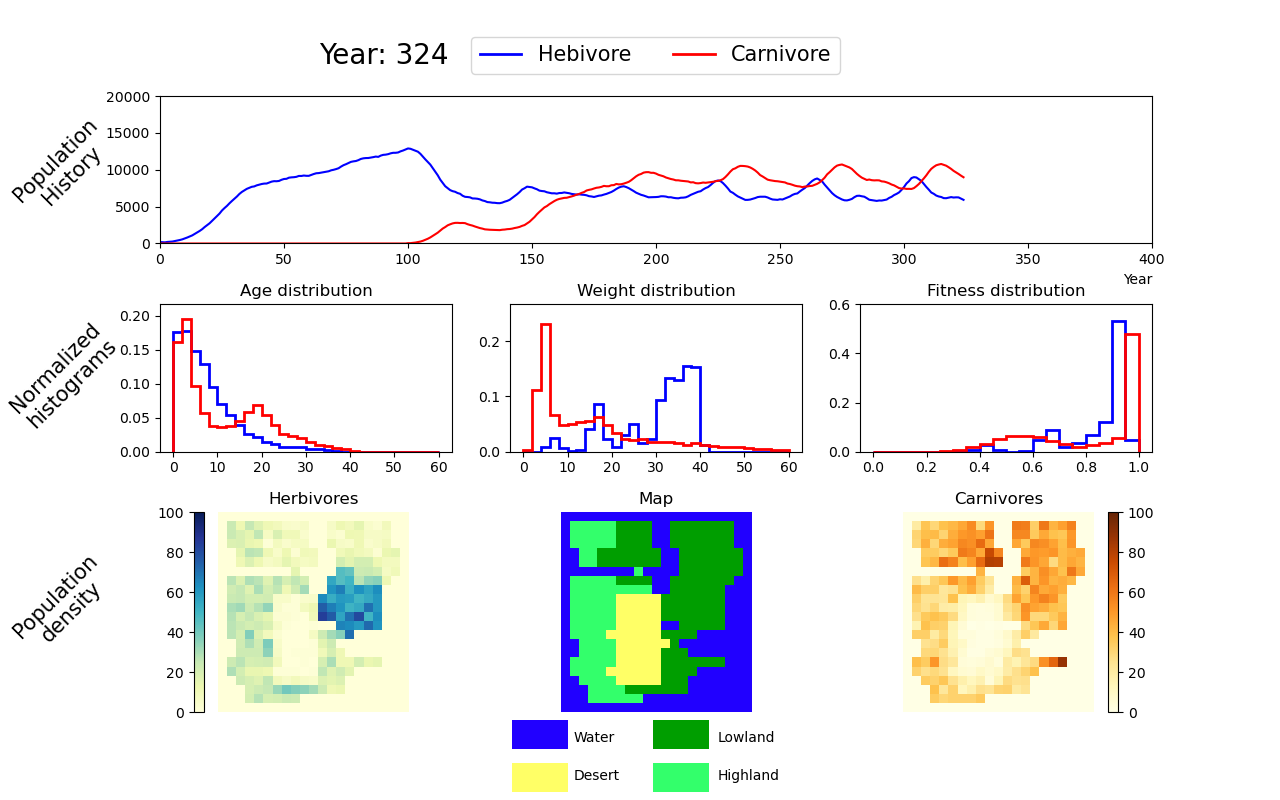 Year: 324
Hebivore
Carnivore
Population
History
20000
15000
10000
5000
0
0 50 100 150 200 250 300 350 400
Year
Normalized
histograms
Age distribution
0.20
0.15
0.10
0.05
0.00
0 10 20 30 40 50 60
Weight distribution
0.2
0.1
0.0
0 10 20 30 40 50 60
Fitness distribution
0.6
0.4
0.2
0.0
0.0 0.2 0.4 0.6 0.8 1.0
Population
density
Herbivores
100
80
60
40
20
0
Map
Carnivores
100
80
60
40
20
0
Water
Lowland
Desert
Highland